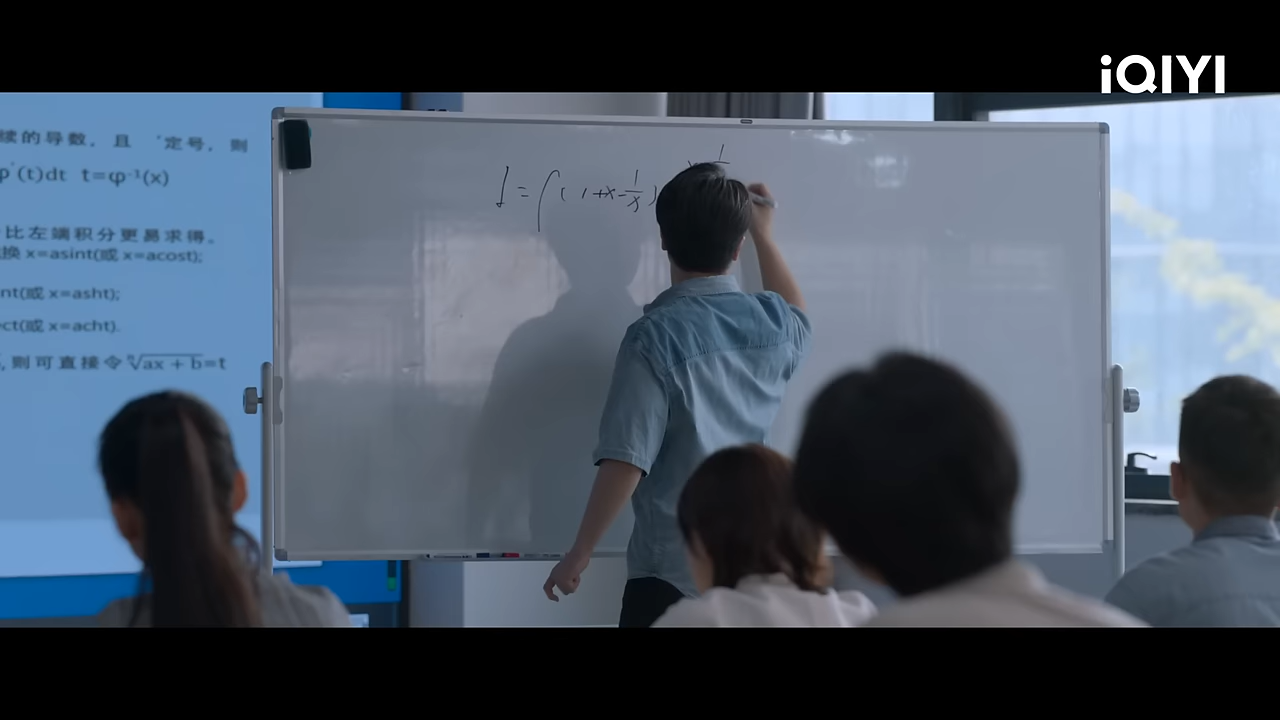 iQIYI
续的导数，且 ′定号，则
φ′(t)dt t=φ⁻¹(x)
比左端积分更易求得。
换 x=asint(或 x=acost);
nt(或 x=asht);
ect(或 x=acht).
,则可直接令 ⁿ√ax + b=t
I = ∫(1+x-1/x)